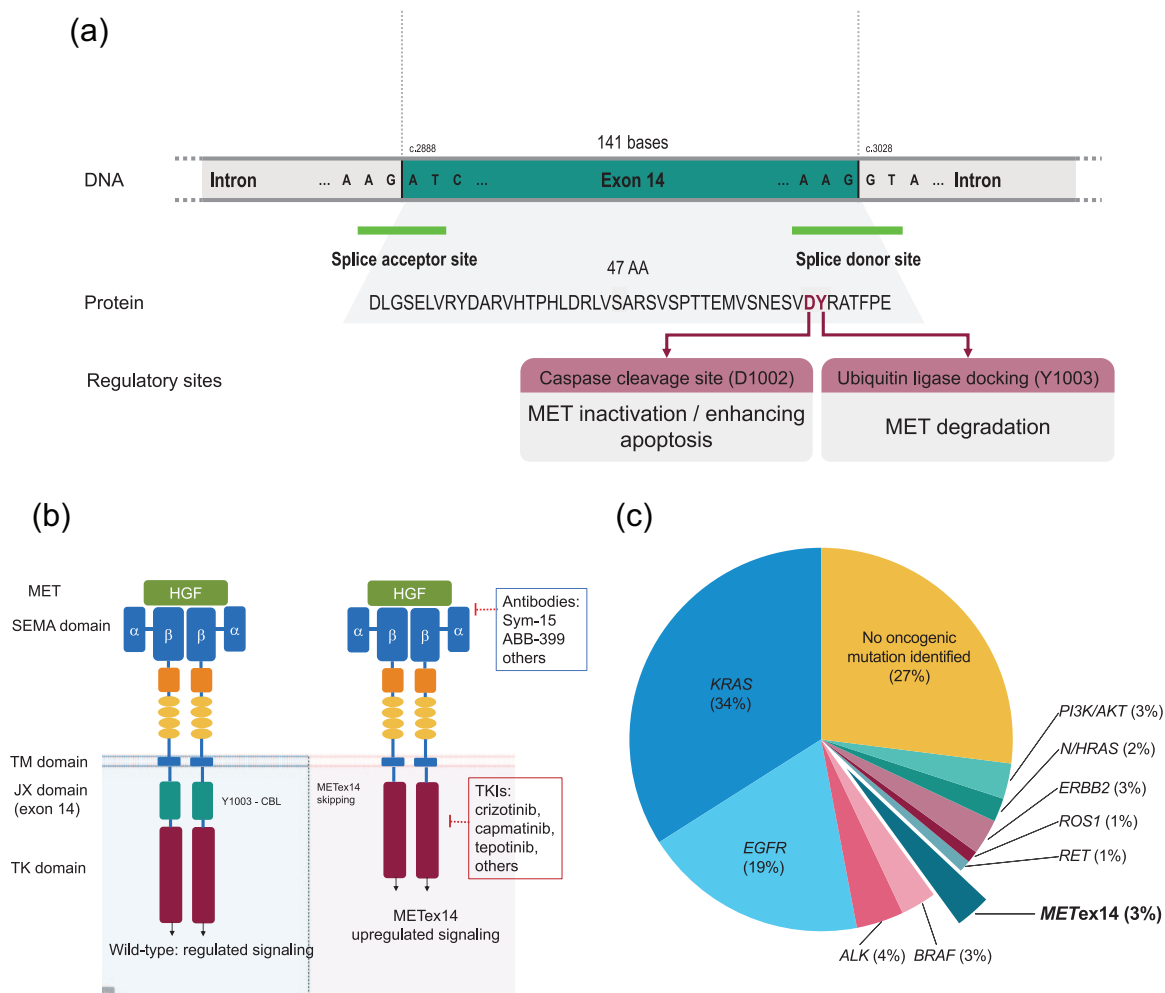 (a)
141 bases
c.2888
c.3028
DNA
Intron
... A A G A T C ...
Exon 14
... A A G G T A ...
Intron
Splice acceptor site
Splice donor site
47 AA
Protein
DLGSELVRYDARVHTPHLDRLVSARSVSPTTEMVSNESVDYRATFPE
Regulatory sites
Caspase cleavage site (D1002)
MET inactivation / enhancing
apoptosis
Ubiquitin ligase docking (Y1003)
MET degradation
(b)
MET
HGF
HGF
SEMA domain
α
β
β
α
α
β
β
α
Antibodies:
Sym-15
ABB-399
others
TM domain
JX domain
(exon 14)
Y1003 - CBL
METex14
skipping
TKIs:
crizotinib,
capmatinib,
tepotinib,
others
TK domain
Wild-type: regulated signaling
METex14
upregulated signaling
(c)
No oncogenic
mutation identified
(27%)
KRAS
(34%)
PI3K/AKT (3%)
N/HRAS (2%)
ERBB2 (3%)
ROS1 (1%)
RET (1%)
METex14 (3%)
EGFR
(19%)
ALK (4%)
BRAF (3%)